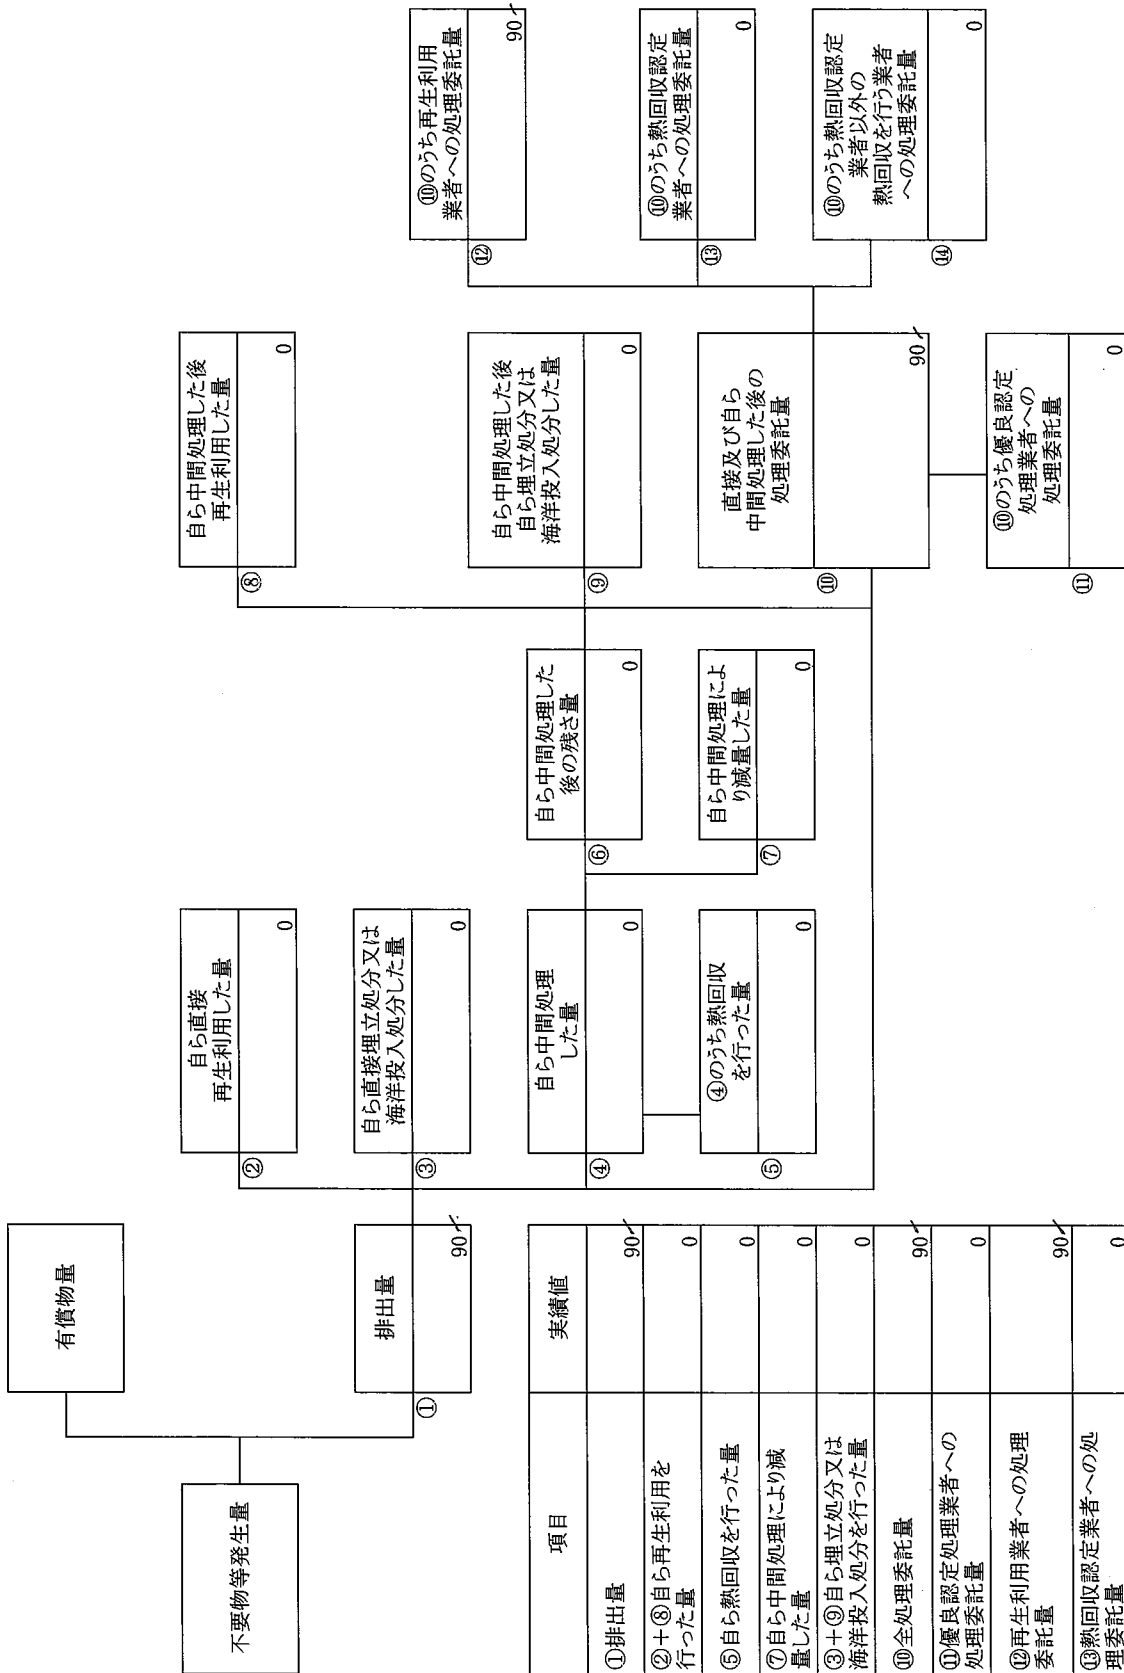 不要物等発生量
有償物量
①
排出量
90
②
自ら直接
再生利用した量
0
③
自ら直接埋立処分又は
海洋投入処分した量
0
④
自ら中間処理
した量
0
⑤
④のうち熱回収
を行った量
0
⑥
自ら中間処理した
後の残さ量
0
⑦
自ら中間処理によ
り減量した量
0
⑧
自ら中間処理した後
再生利用した量
0
⑨
自ら中間処理した後
自ら埋立処分又は
海洋投入処分した量
0
⑩
直接及び自ら
中間処理した後の
処理委託量
90
⑪
⑩のうち優良認定
処理業者への
処理委託量
0
⑫
⑩のうち再生利用
業者への処理委託量
90
⑬
⑩のうち熱回収認定
業者への処理委託量
0
⑭
⑩のうち熱回収認定
業者以外の
熱回収を行う業者
への処理委託量
0
項目 実績値
①排出量 90
②+⑧自ら再生利用を
行った量 0
⑤自ら熱回収を行った量 0
⑦自ら中間処理により減
量した量 0
③+⑨自ら埋立処分又は
海洋投入処分を行った量 0
⑩全処理委託量 90
⑪優良認定処理業者への
処理委託量 0
⑫再生利用業者への処理
委託量 90
⑬熱回収認定業者への処
理委託量 0